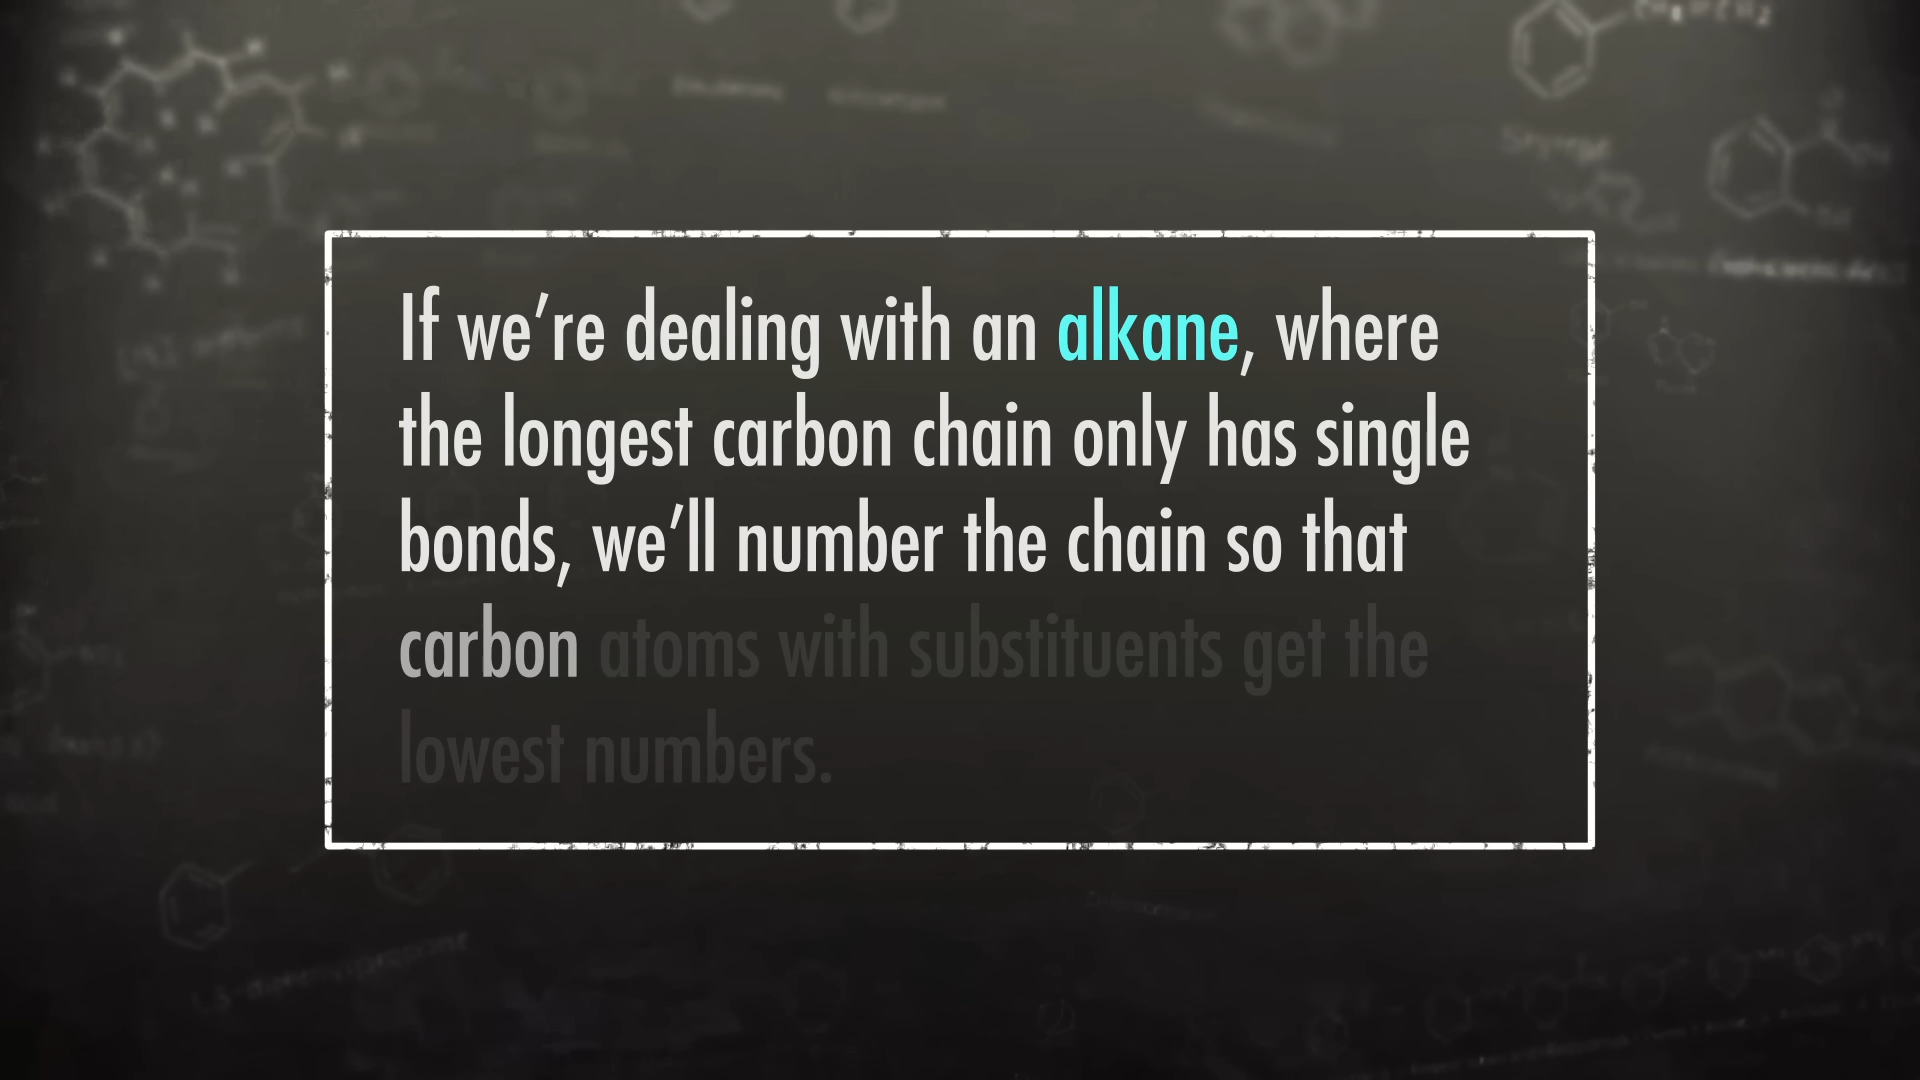 If we’re dealing with an alkane, where
the longest carbon chain only has single
bonds, we’ll number the chain so that
carbon atoms with substituents get the
lowest numbers.